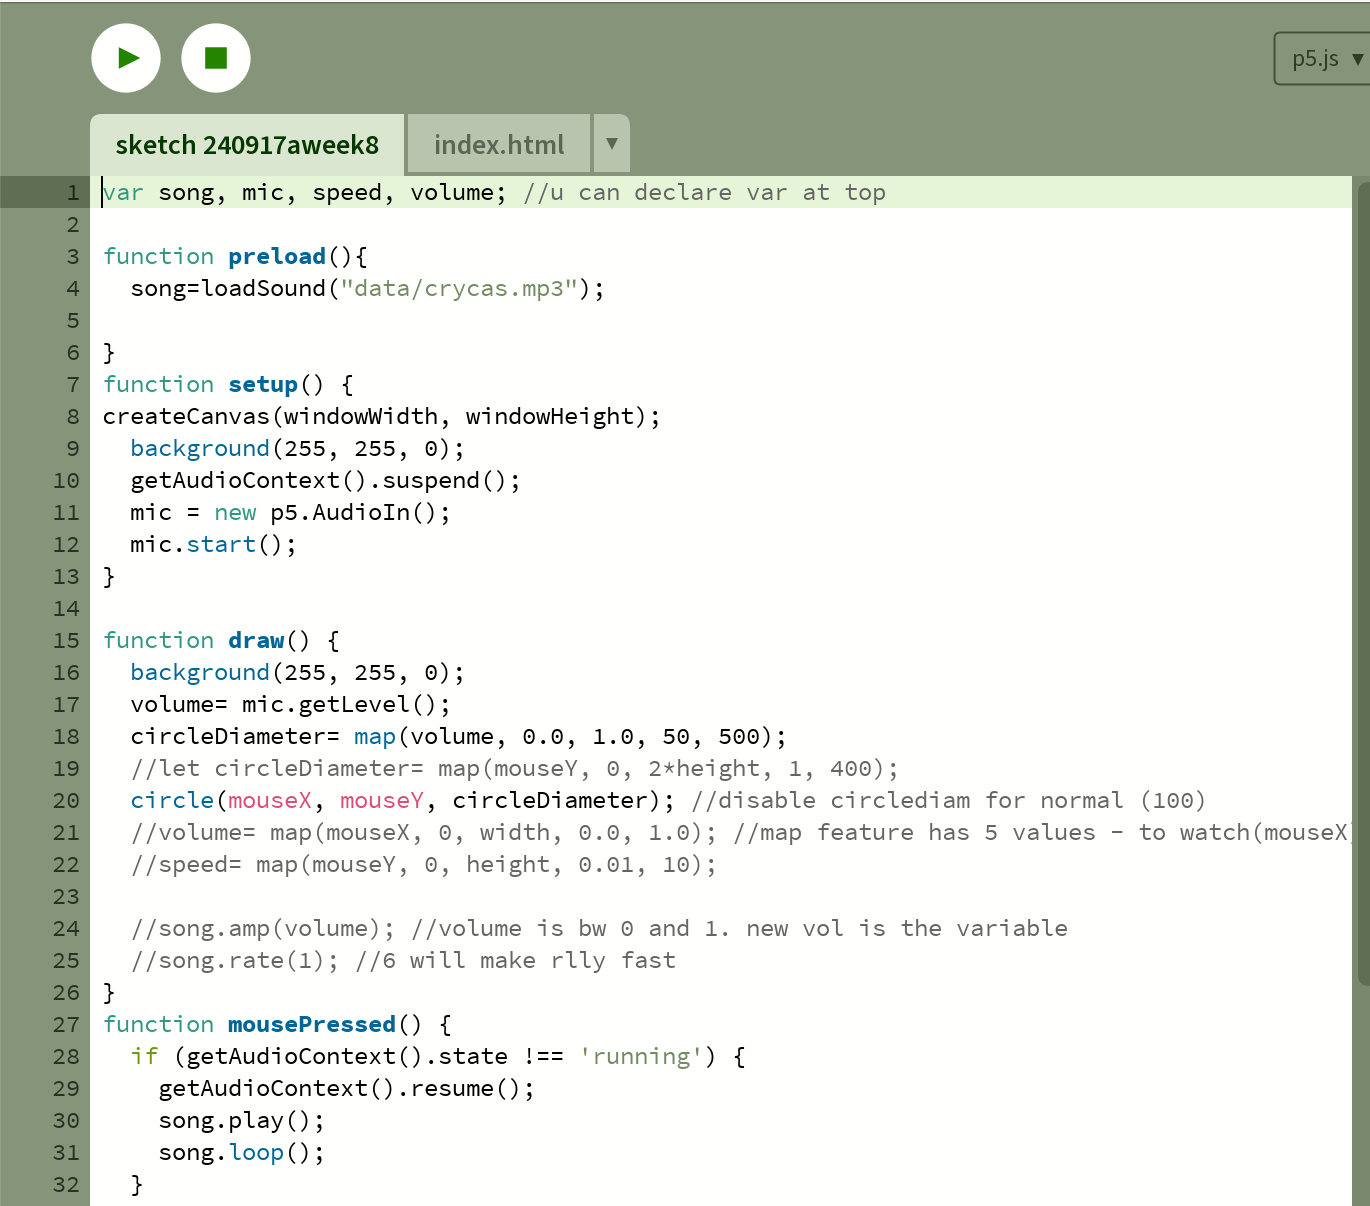 p5.js ▼
sketch 240917aweek8 index.html ▼
1 var song, mic, speed, volume; //u can declare var at top
2
3 function preload(){
4   song=loadSound("data/crycas.mp3");
5
6 }
7 function setup() {
8 createCanvas(windowWidth, windowHeight);
9   background(255, 255, 0);
10   getAudioContext().suspend();
11   mic = new p5.AudioIn();
12   mic.start();
13 }
14
15 function draw() {
16   background(255, 255, 0);
17   volume= mic.getLevel();
18   circleDiameter= map(volume, 0.0, 1.0, 50, 500);
19   //let circleDiameter= map(mouseY, 0, 2*height, 1, 400);
20   circle(mouseX, mouseY, circleDiameter); //disable circlediam for normal (100)
21   //volume= map(mouseX, 0, width, 0.0, 1.0); //map feature has 5 values - to watch(mouseX)
22   //speed= map(mouseY, 0, height, 0.01, 10);
23
24   //song.amp(volume); //volume is bw 0 and 1. new vol is the variable
25   //song.rate(1); //6 will make rlly fast
26 }
27 function mousePressed() {
28   if (getAudioContext().state !== 'running') {
29     getAudioContext().resume();
30     song.play();
31     song.loop();
32   }